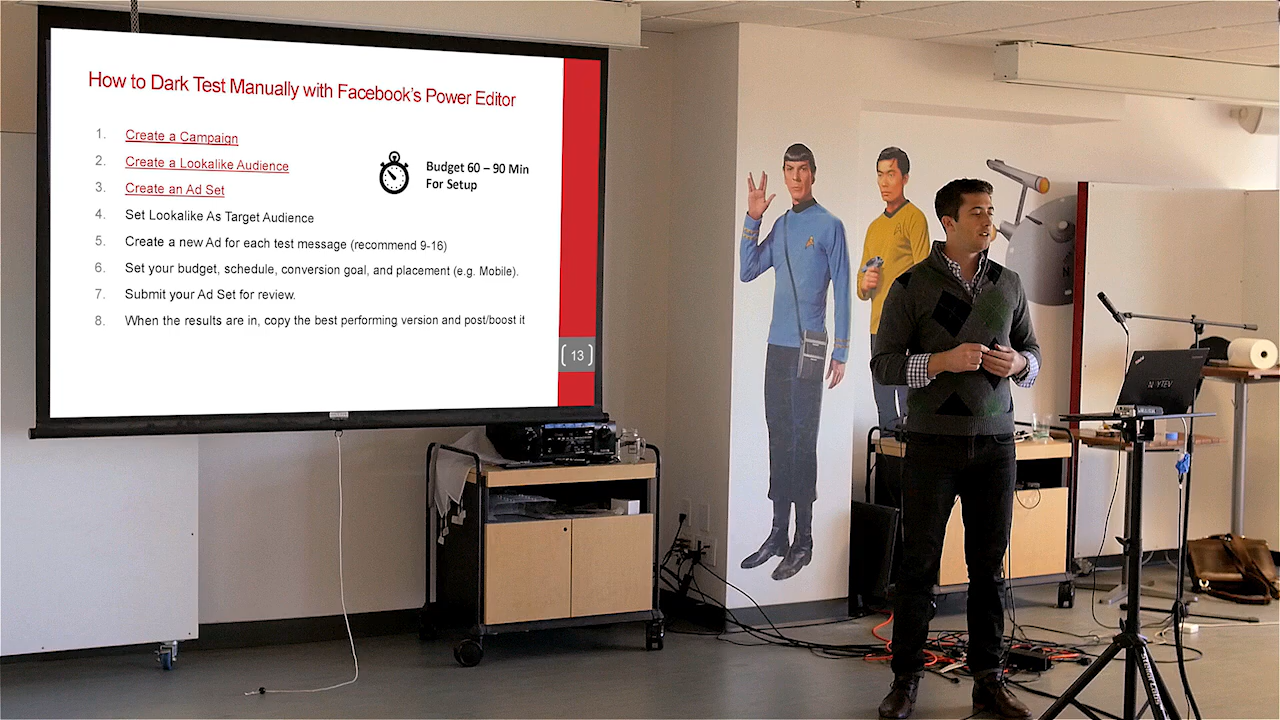 How to Dark Test Manually with Facebook's Power Editor
1. Create a Campaign
2. Create a Lookalike Audience
3. Create an Ad Set
4. Set Lookalike As Target Audience
5. Create a new Ad for each test message (recommend 9-16)
6. Set your budget, schedule, conversion goal, and placement (e.g. Mobile).
7. Submit your Ad Set for review.
8. When the results are in, copy the best performing version and post/boost it
Budget 60 – 90 Min
For Setup
13